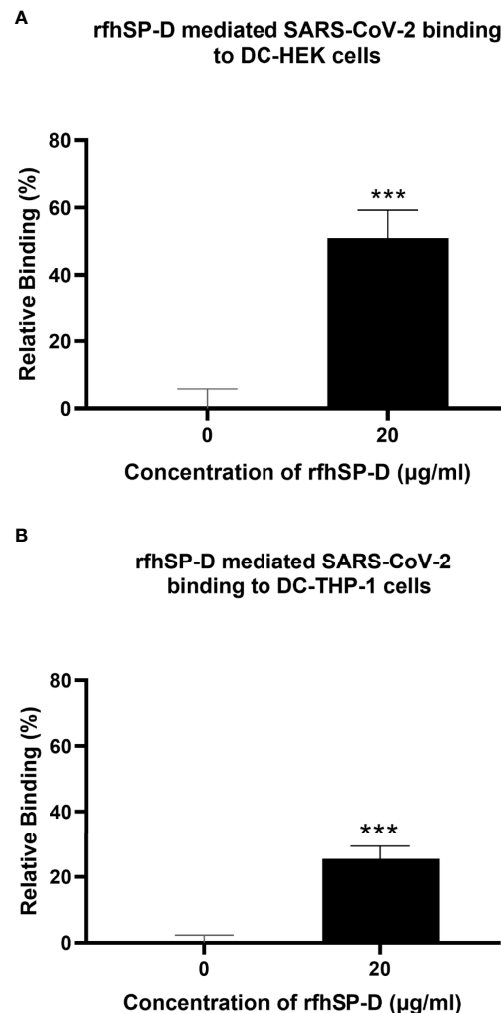 A
rfhSP-D mediated SARS-CoV-2 binding
to DC-HEK cells
80
60
40
20
0
Relative Binding (%)
***
0
20
Concentration of rfhSP-D (µg/ml)
B
rfhSP-D mediated SARS-CoV-2
binding to DC-THP-1 cells
80
60
40
20
0
Relative Binding (%)
***
0
20
Concentration of rfhSP-D (µg/ml)